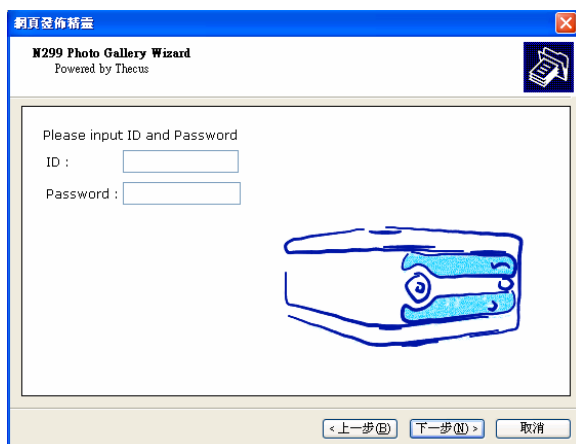 網頁發佈精靈
N299 Photo Gallery Wizard
Powered by Thecus
Please input ID and Password
ID :
Password :
<上一步(B) 下一步(N)> 取消